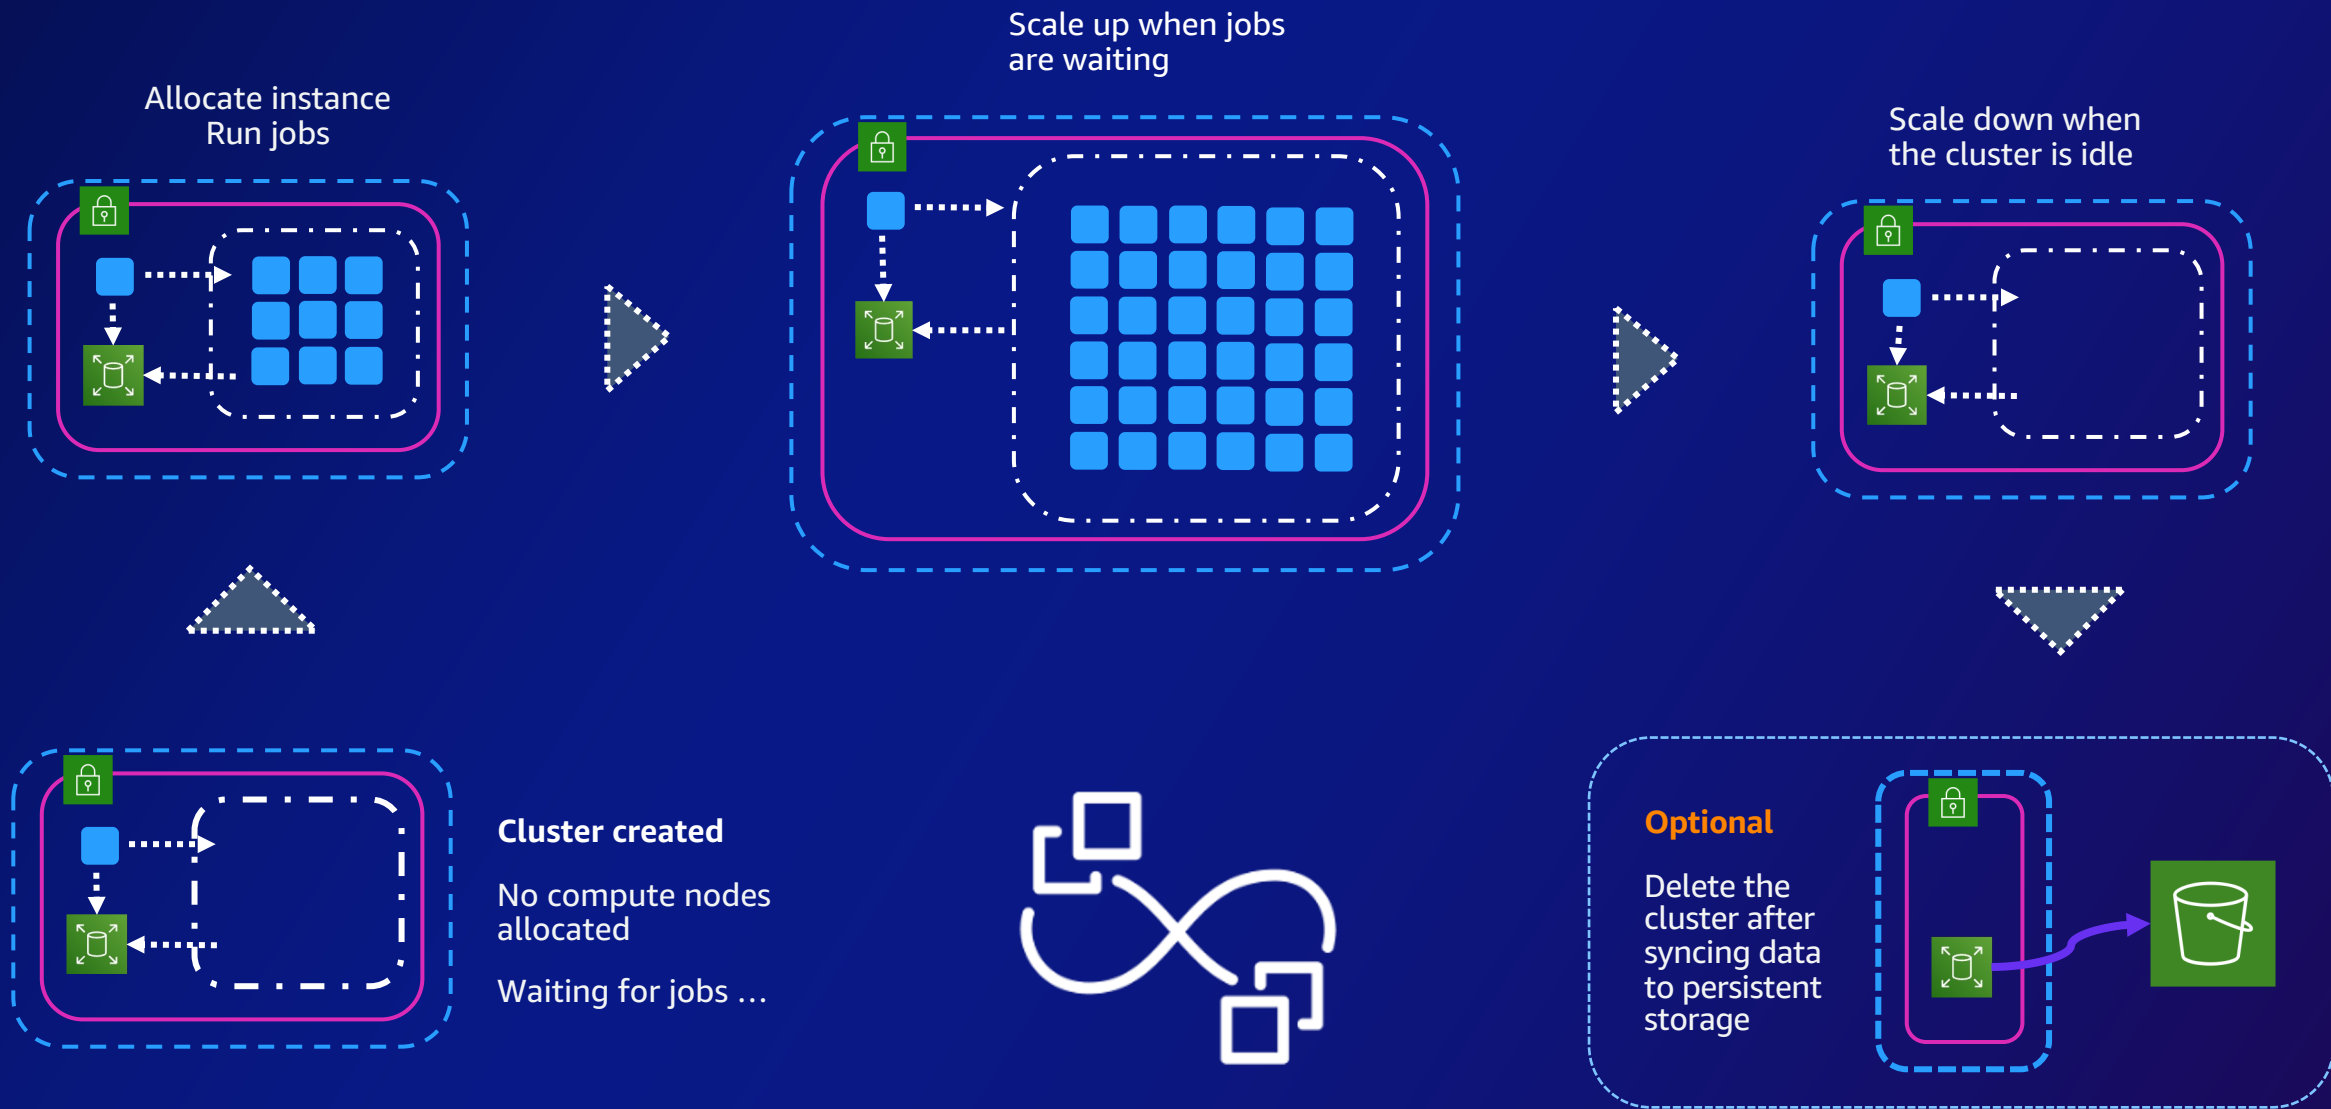 Scale up when jobs
are waiting
Allocate instance
Run jobs
Scale down when
the cluster is idle
Cluster created
No compute nodes
allocated
Waiting for jobs …
Optional
Delete the
cluster after
syncing data
to persistent
storage